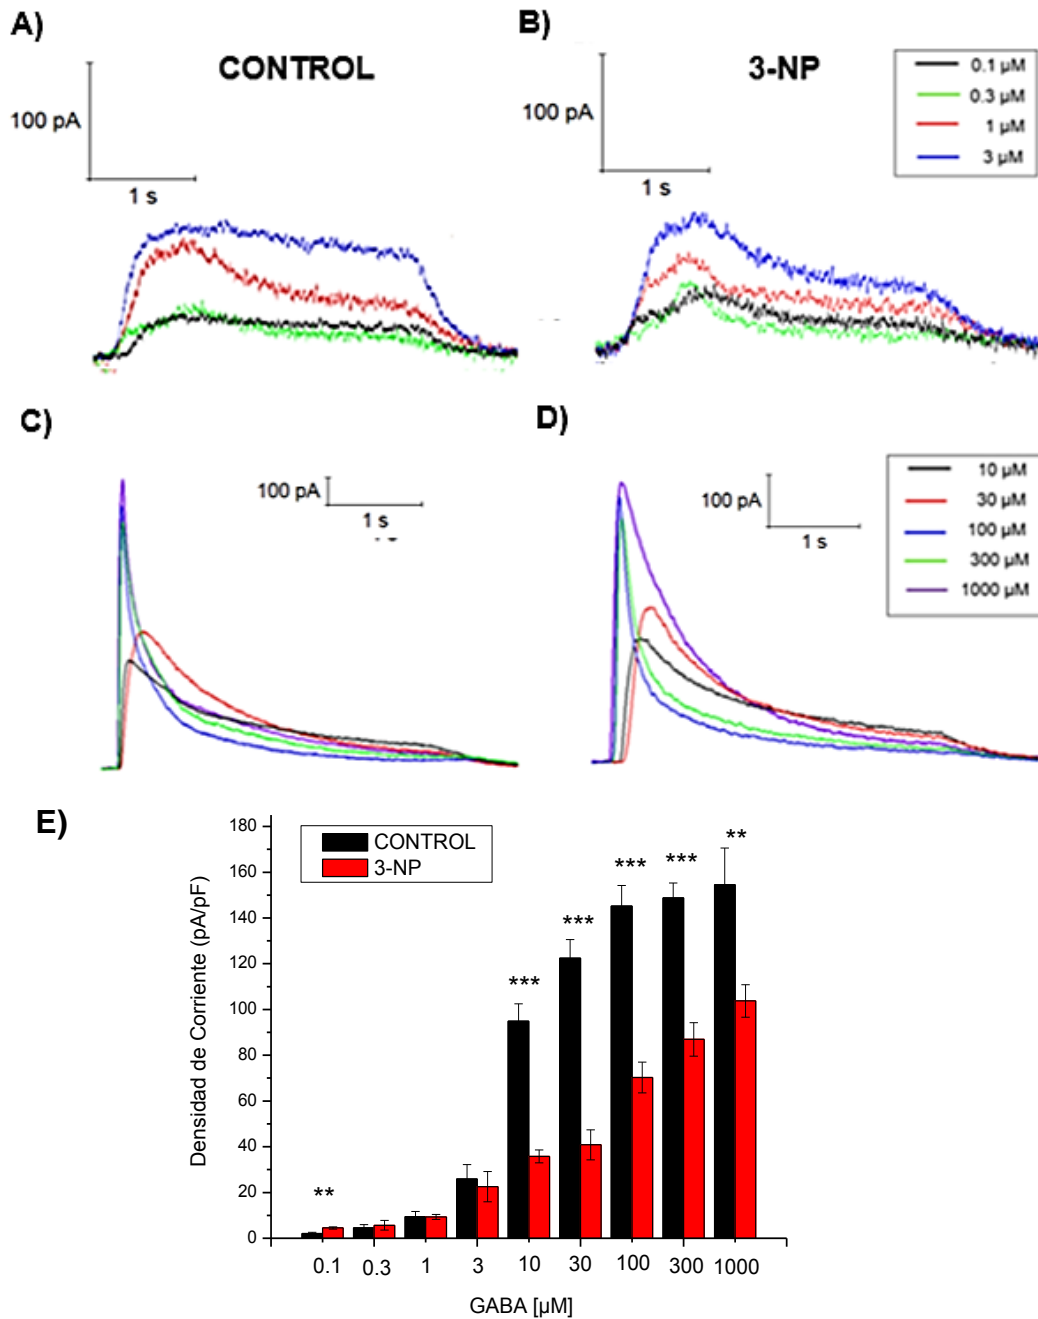 A)
CONTROL
100 pA
1 s
B)
3-NP
100 pA
1 s
0.1 µM
0.3 µM
1 µM
3 µM
C)
100 pA
1 s
D)
100 pA
1 s
10 µM
30 µM
100 µM
300 µM
1000 µM
E)
CONTROL
3-NP
Densidad de Corriente (pA/pF)
180
160
140
120
100
80
60
40
20
0
**
***
***
***
***
**
0.1 0.3 1 3 10 30 100 300 1000
GABA [µM]